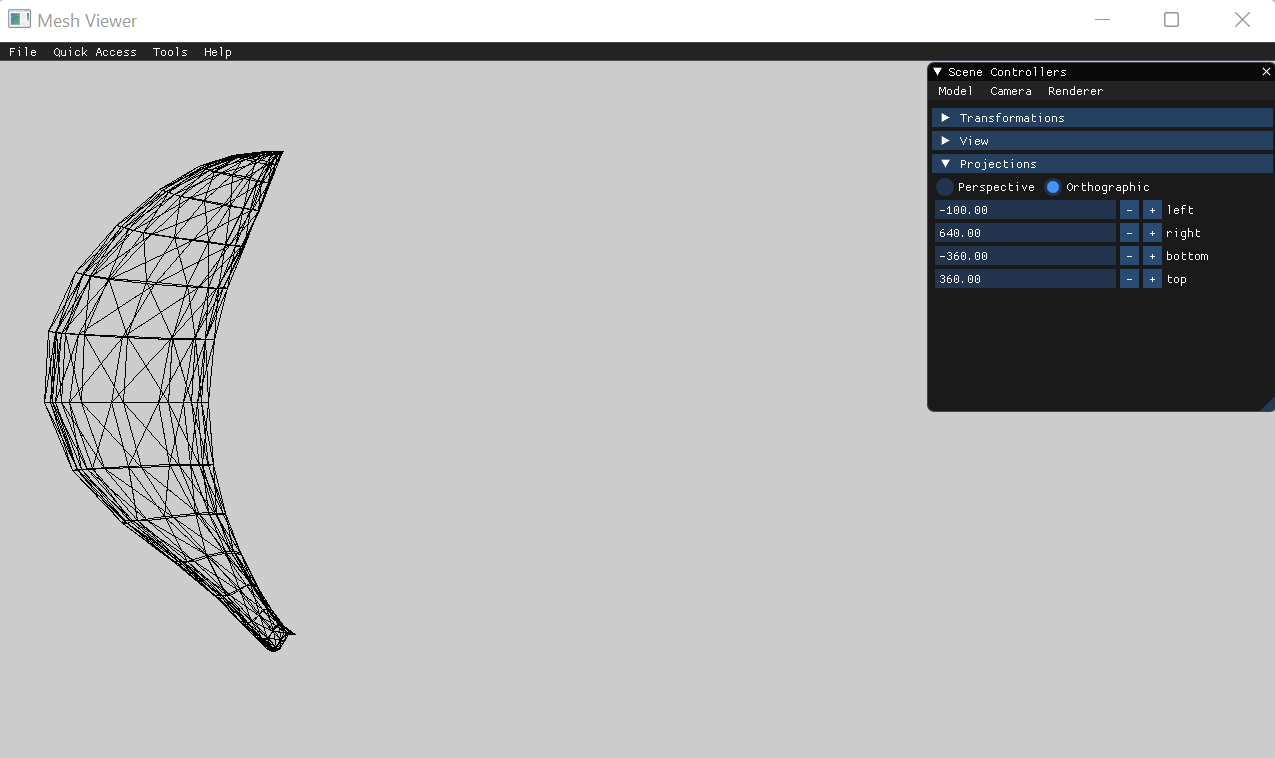 Mesh Viewer
File Quick Access Tools Help
Scene Controllers
Model Camera Renderer
Transformations
View
Projections
Perspective Orthographic
-100.00 - + left
640.00 - + right
-360.00 - + bottom
360.00 - + top